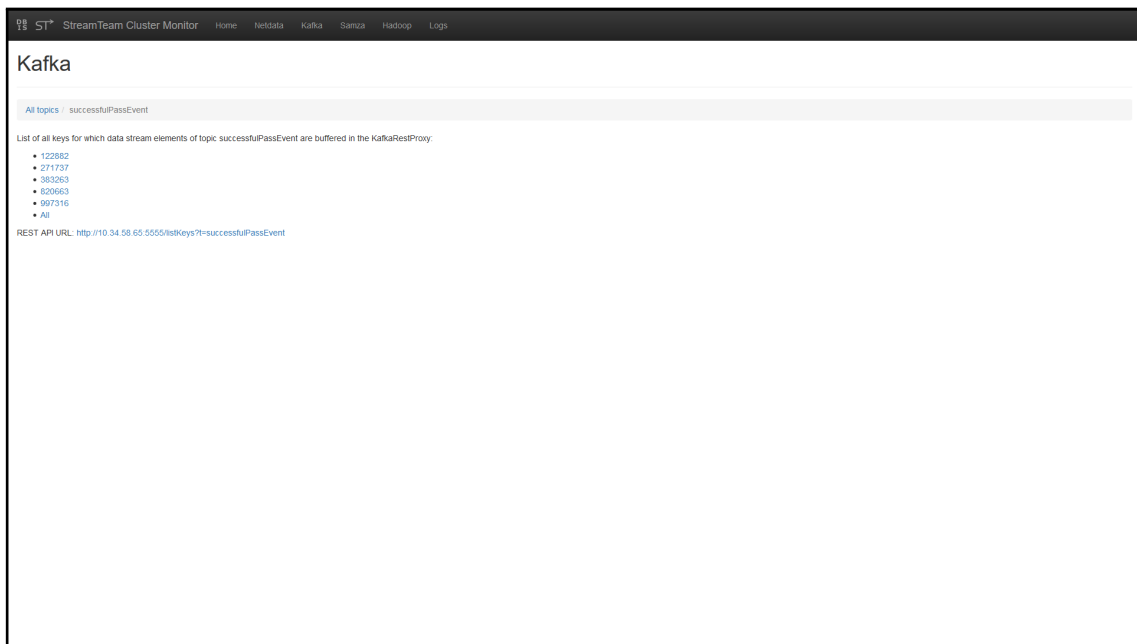 DB
IS ST StreamTeam Cluster Monitor Home Netdata Kafka Samza Hadoop Logs
Kafka
All topics / successfulPassEvent
List of all keys for which data stream elements of topic successfulPassEvent are buffered in the KafkaRestProxy:
• 122882
• 271737
• 383263
• 820663
• 997316
• All
REST API URL: http://10.34.58.65:5555/listKeys?t=successfulPassEvent